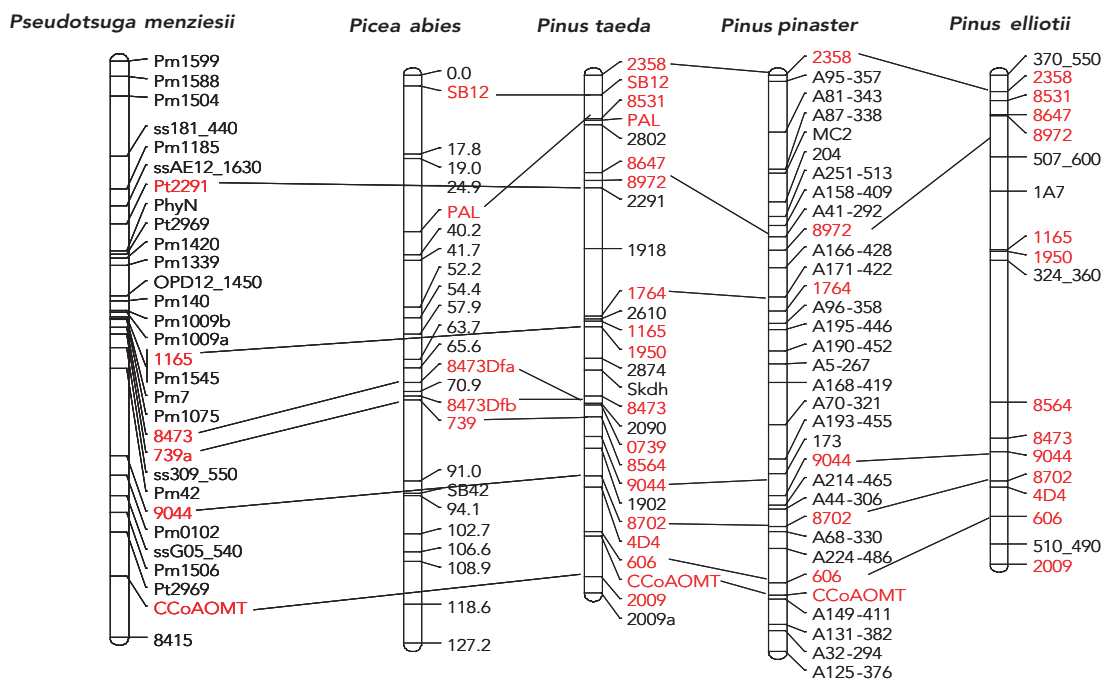 Pseudotsuga menziesii
Pm1599
Pm1588
Pm1504
ss181_440
Pm1185
ssAE12_1630
Pt2291
PhyN
Pt2969
Pm1420
Pm1339
OPD12_1450
Pm140
Pm1009b
Pm1009a
1165
Pm1545
Pm7
Pm1075
8473
739a
ss309_550
Pm42
9044
Pm0102
ssG05_540
Pm1506
Pt2969
CCoAOMT
8415
Picea abies
0.0
SB12
17.8
19.0
24.9
PAL
40.2
41.7
52.2
54.4
57.9
63.7
65.6
8473Dfa
70.9
8473Dfb
739
91.0
SB42
94.1
102.7
106.6
108.9
118.6
127.2
Pinus taeda
2358
SB12
8531
PAL
2802
8647
8972
2291
1918
1764
2610
1165
1950
2874
Skdh
8473
2090
0739
8564
9044
1902
8702
4D4
606
CCoAOMT
2009
2009a
Pinus pinaster
2358
A95-357
A81-343
A87-338
MC2
204
A251-513
A158-409
A41-292
8972
A166-428
A171-422
1764
A96-358
A195-446
A190-452
A5-267
A168-419
A70-321
A193-455
173
9044
A214-465
A44-306
8702
A68-330
A224-486
606
CCoAOMT
A149-411
A131-382
A32-294
A125-376
Pinus elliotii
370_550
2358
8531
8647
8972
507_600
1A7
1165
1950
324_360
8564
8473
9044
8702
4D4
606
510_490
2009